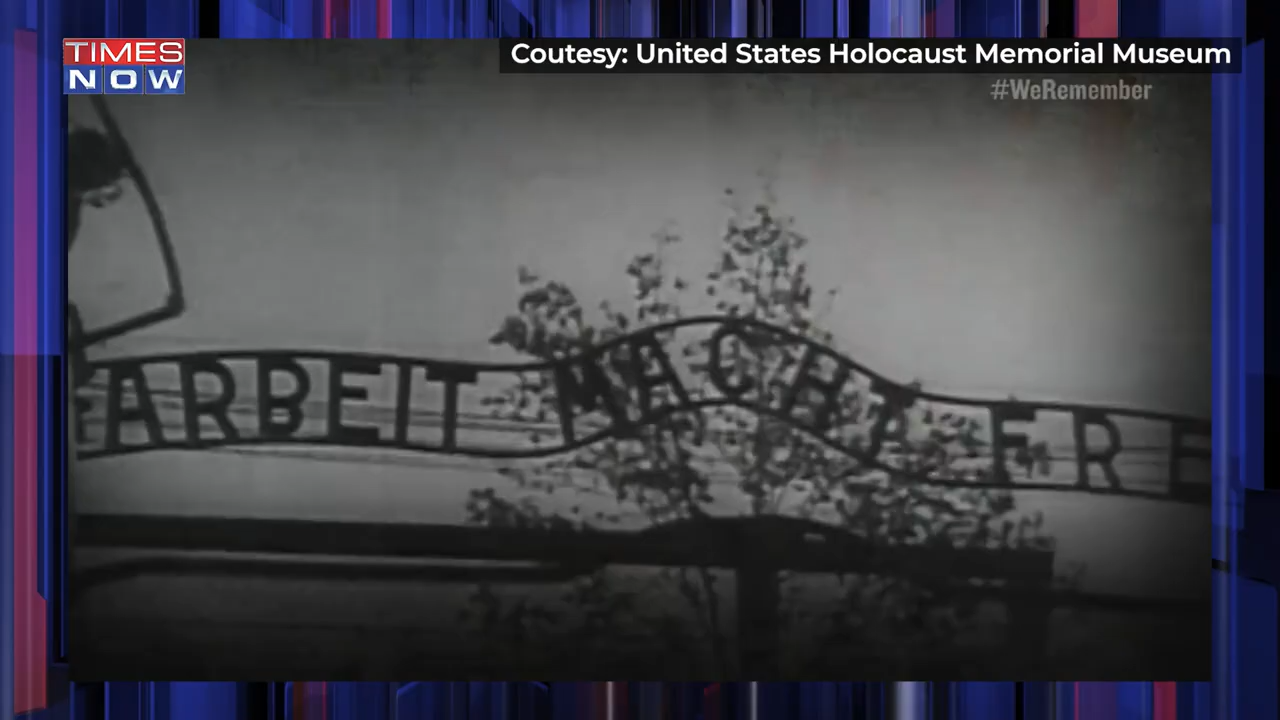 TIMES
NOW
Coutesy: United States Holocaust Memorial Museum
#WeRemember
ARBEIT MACHT FRE